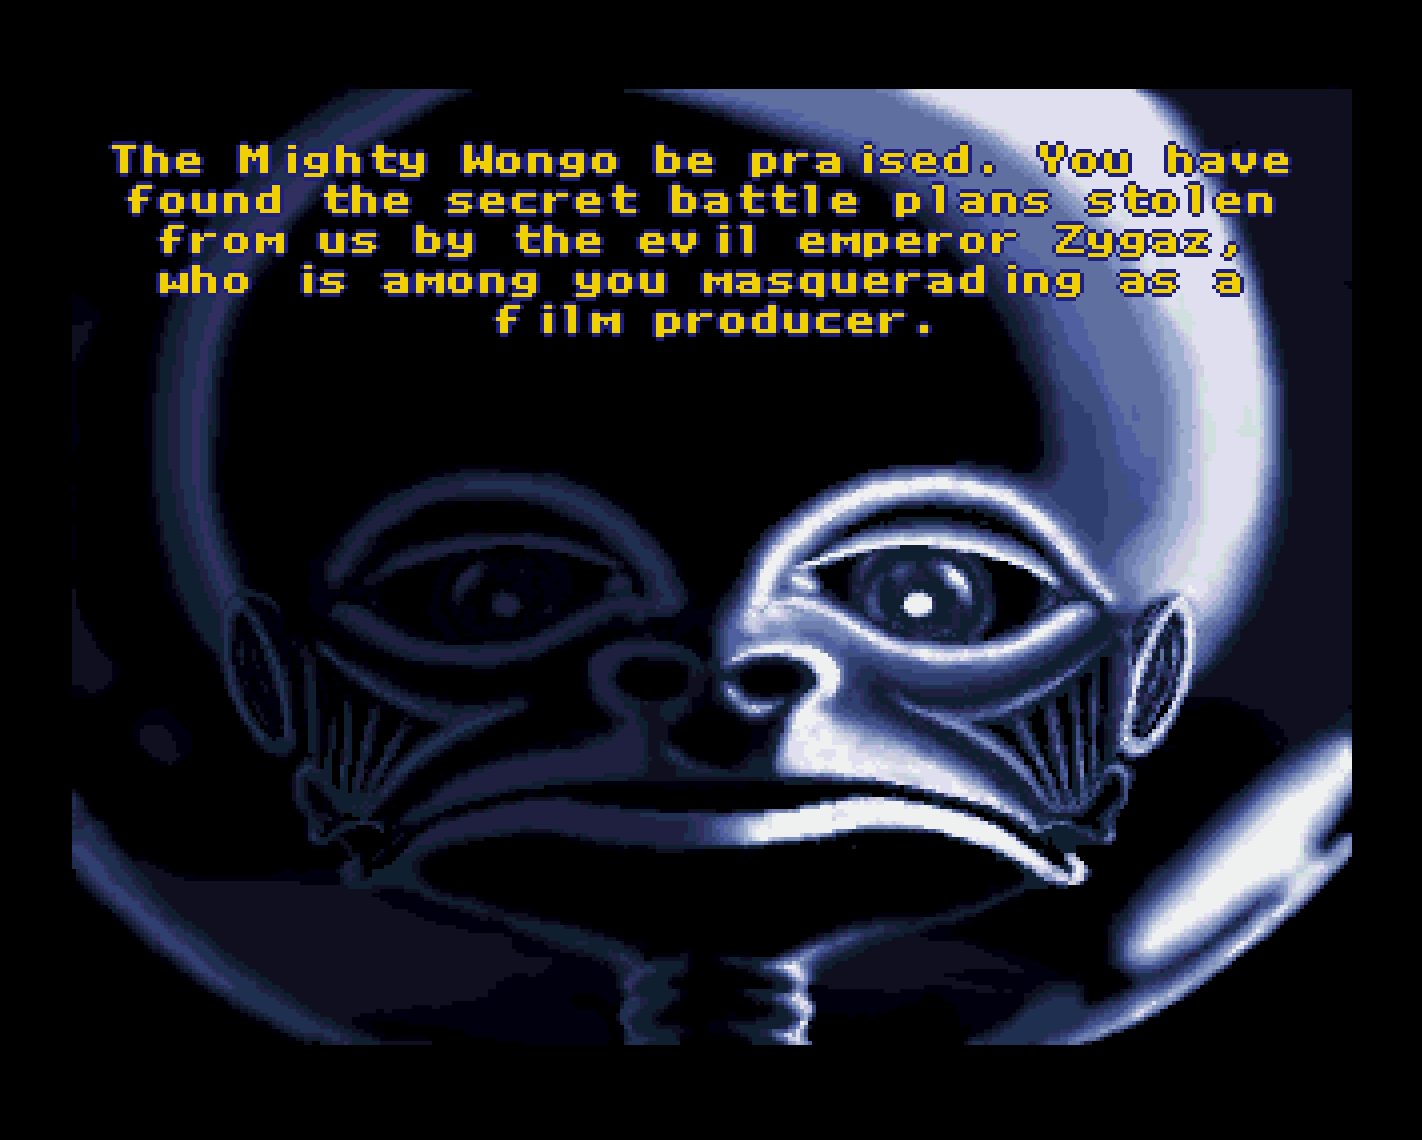 The Mighty Wongo be praised. You have
found the secret battle plans stolen
from us by the evil emperor Zygaz,
who is among you masquerading as a
film producer.